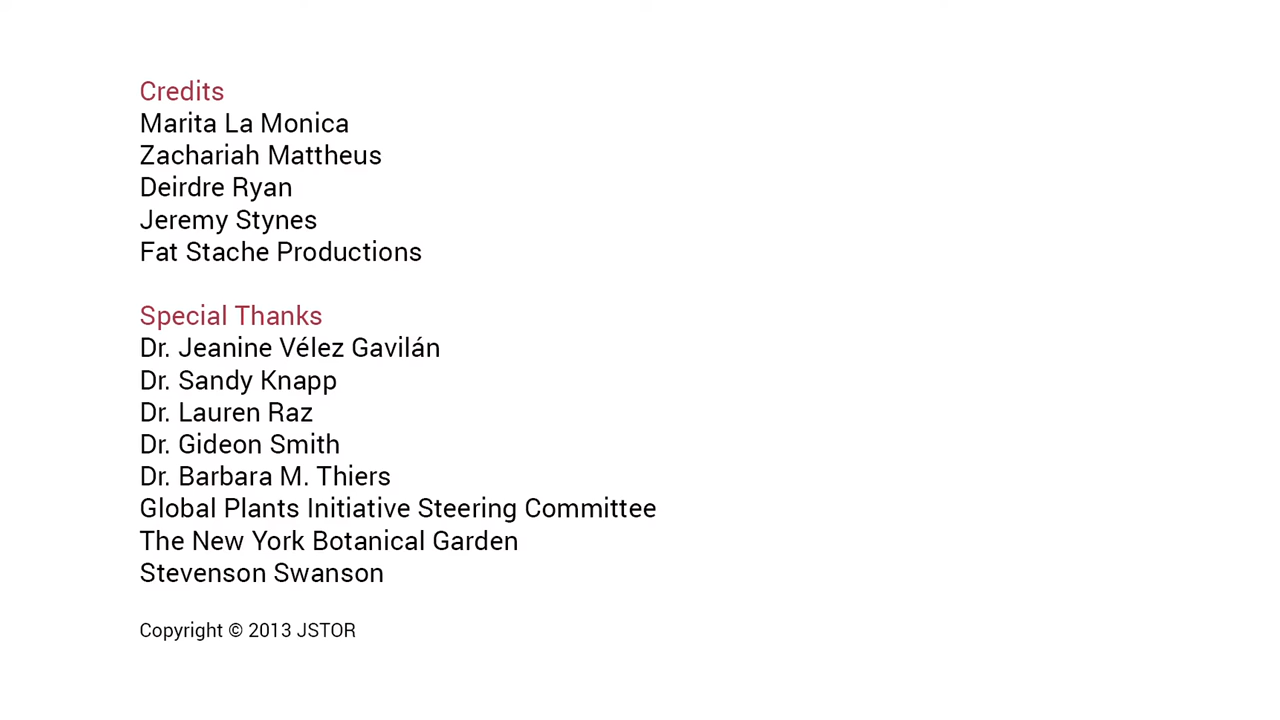 Credits
Marita La Monica
Zachariah Mattheus
Deirdre Ryan
Jeremy Stynes
Fat Stache Productions
Special Thanks
Dr. Jeanine Vélez Gavilán
Dr. Sandy Knapp
Dr. Lauren Raz
Dr. Gideon Smith
Dr. Barbara M. Thiers
Global Plants Initiative Steering Committee
The New York Botanical Garden
Stevenson Swanson
Copyright © 2013 JSTOR